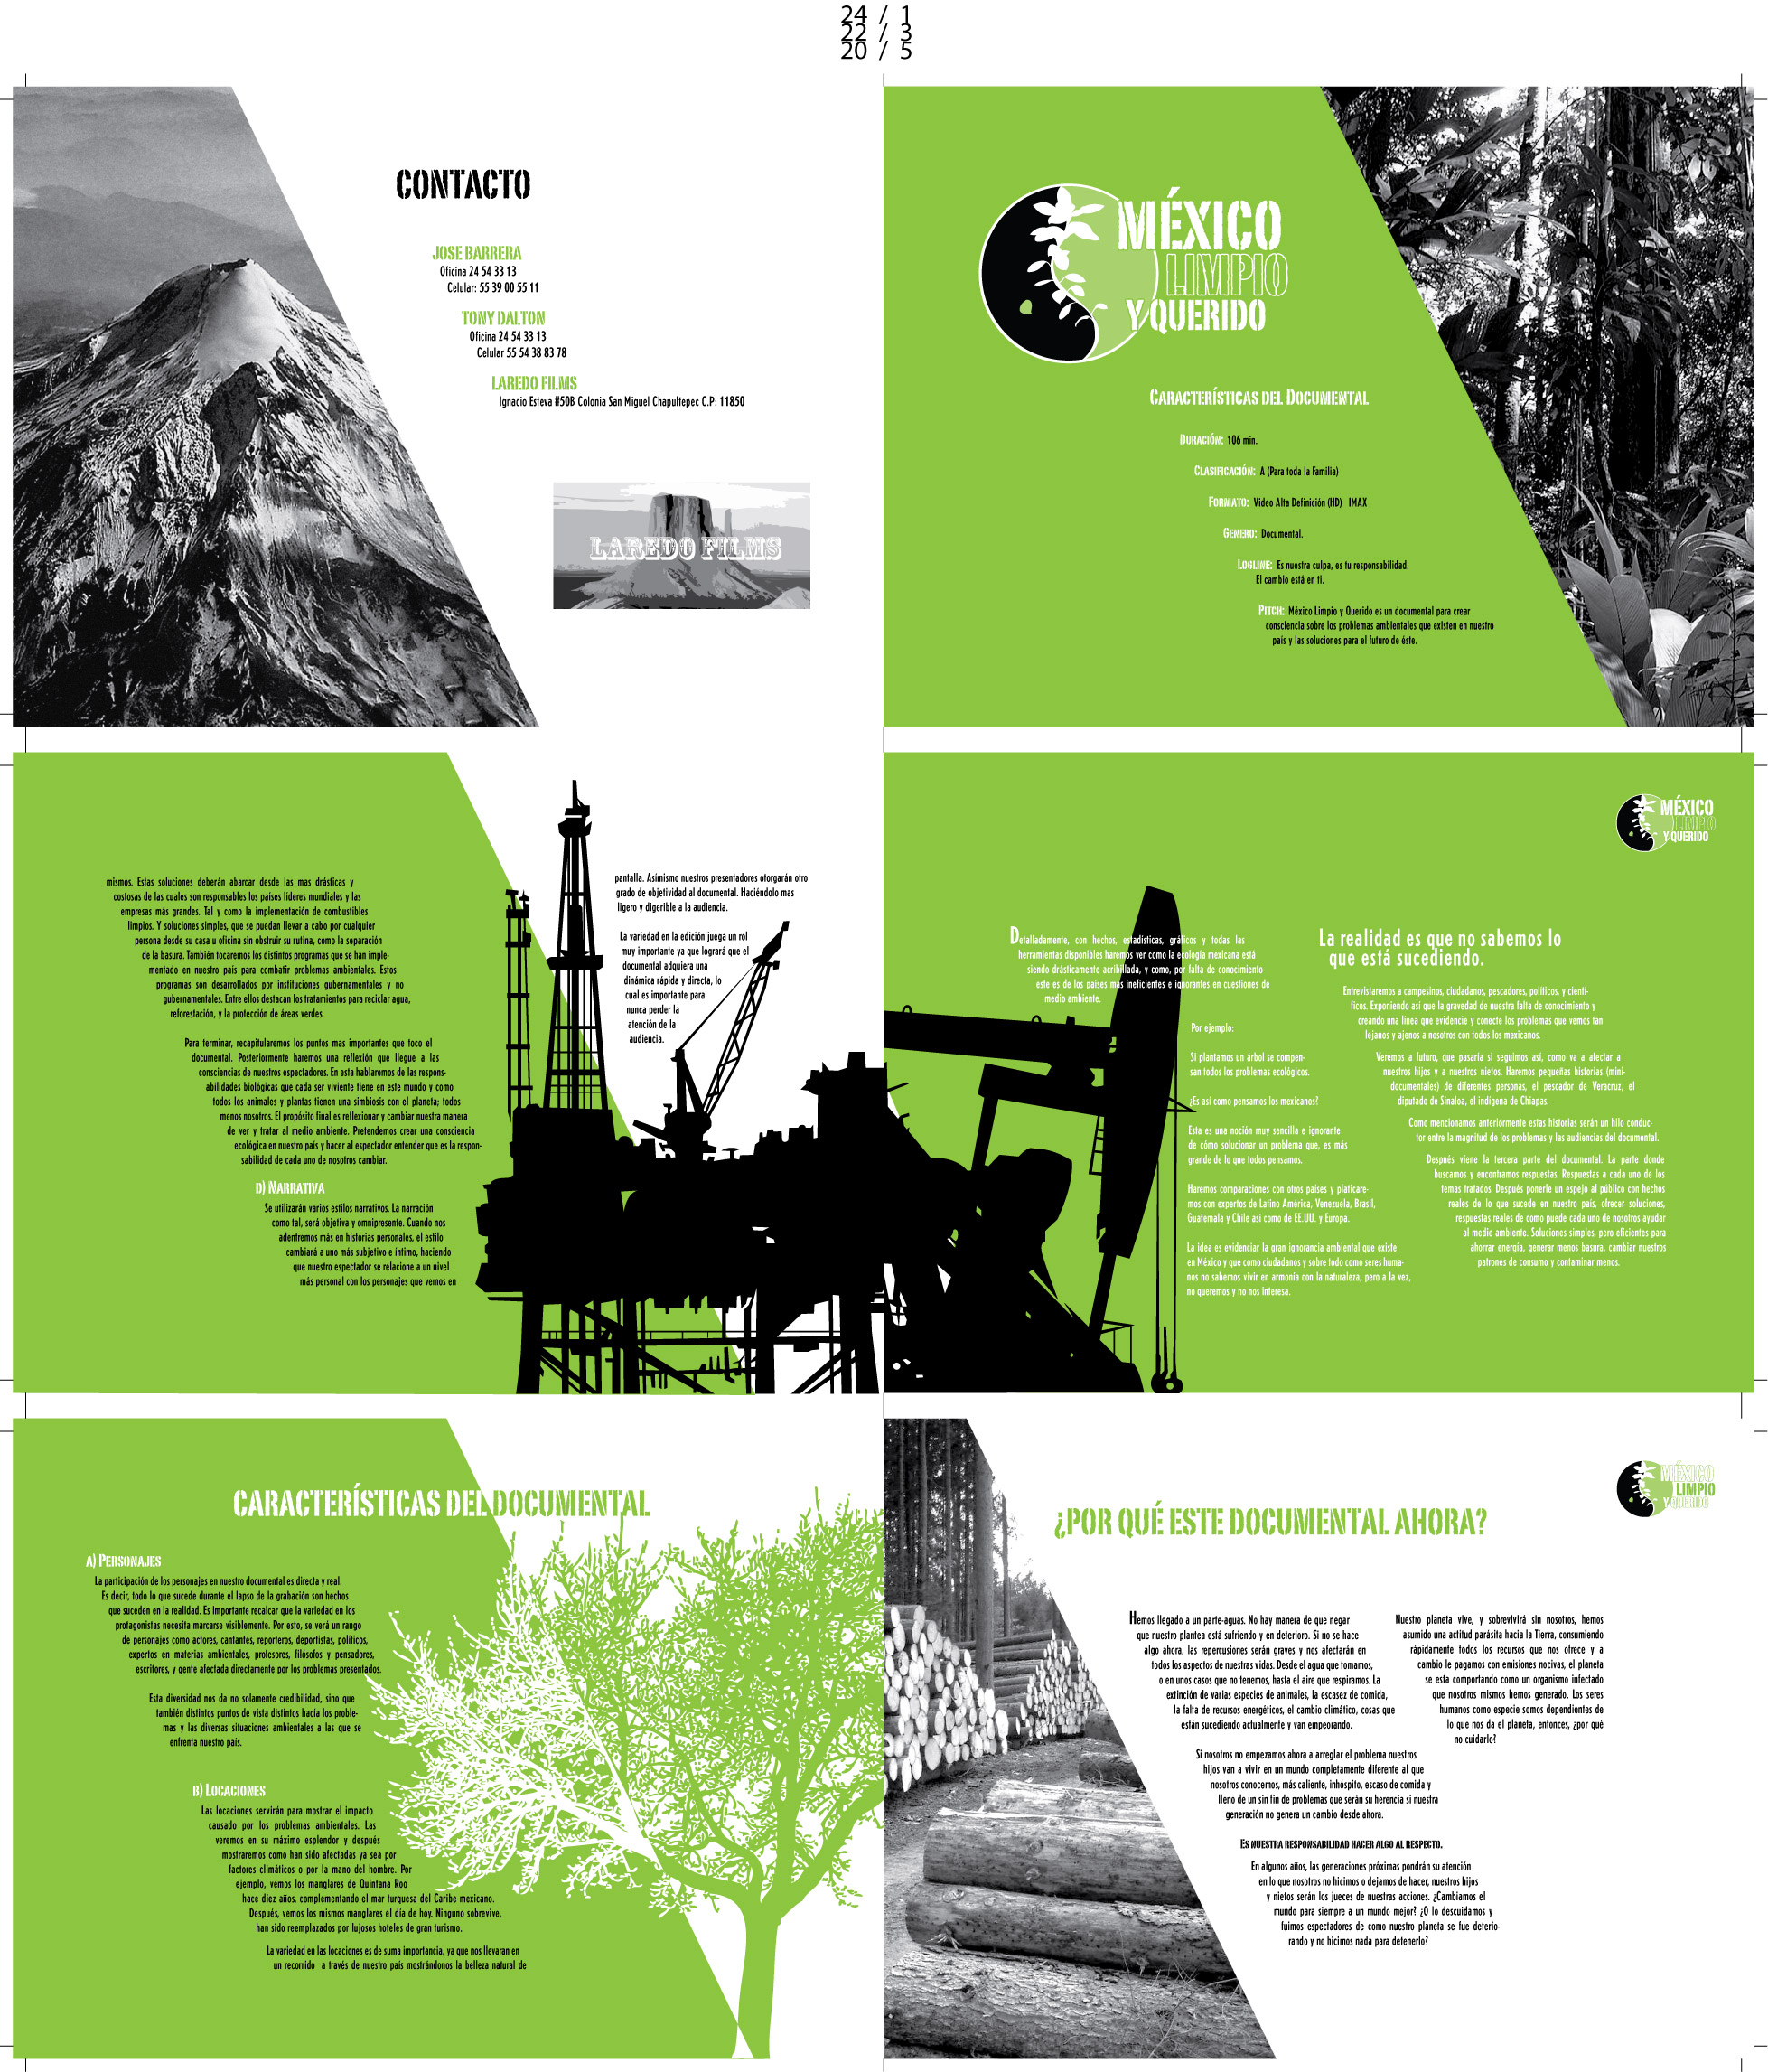 24 / 1
22 / 3
20 / 5
CONTACTO
JOSE BARRERA
Oficina 24 54 33 13
Celular: 55 39 00 55 11
TONY DALTON
Oficina 24 54 33 13
Celular 55 54 38 83 78
LAREDO FILMS
Ignacio Esteva #50B Colonia San Miguel Chapultepec C.P: 11850
LAREDO FILMS
MÉXICO
LIMPIO
Y QUERIDO
CARACTERÍSTICAS DEL DOCUMENTAL
DURACIÓN: 106 min.
CLASIFICACIÓN: A (Para toda la Familia)
FORMATO: Video Alta Definición (HD) IMAX
GENERO: Documental.
LOGLINE: Es nuestra culpa, es tu responsabilidad.
El cambio está en ti.
PITCH: México Limpio y Querido es un documental para crear
consciencia sobre los problemas ambientales que existen en nuestro
país y las soluciones para el futuro de éste.
mismos. Estas soluciones deberán abarcar desde las mas drásticas y
costosas de las cuales son responsables los países líderes mundiales y las
empresas más grandes. Tal y como la implementación de combustibles
limpios. Y soluciones simples, que se puedan llevar a cabo por cualquier
persona desde su casa u oficina sin obstruir su rutina, como la separación
de la basura. También tocaremos los distintos programas que se han imple-
mentado en nuestro país para combatir problemas ambientales. Estos
programas son desarrollados por instituciones gubernamentales y no
gubernamentales. Entre ellos destacan los tratamientos para reciclar agua,
reforestación, y la protección de áreas verdes.
Para terminar, recapitularemos los puntos mas importantes que toco el
documental. Posteriormente haremos una reflexión que llegue a las
consciencias de nuestros espectadores. En esta hablaremos de las respons-
abilidades biológicas que cada ser viviente tiene en este mundo y como
todos los animales y plantas tienen una simbiosis con el planeta; todos
menos nosotros. El propósito final es reflexionar y cambiar nuestra manera
de ver y tratar al medio ambiente. Pretendemos crear una consciencia
ecológica en nuestro país y hacer al espectador entender que es la respon-
sabilidad de cada uno de nosotros cambiar.
D) NARRATIVA
Se utilizarán varios estilos narrativos. La narración
como tal, será objetiva y omnipresente. Cuando nos
adentremos más en historias personales, el estilo
cambiará a uno más subjetivo e íntimo, haciendo
que nuestro espectador se relacione a un nivel
más personal con los personajes que vemos en
pantalla. Asimismo nuestros presentadores otorgarán otro
grado de objetividad al documental. Haciéndolo mas
ligero y digerible a la audiencia.
La variedad en la edición juega un rol
muy importante ya que logrará que el
documental adquiera una
dinámica rápida y directa, lo
cual es importante para
nunca perder la
atención de la
audiencia.
MÉXICO
LIMPIO
Y QUERIDO
Detalladamente, con hechos, estadísticas, gráficos y todas las
herramientas disponibles haremos ver como la ecología mexicana está
siendo drásticamente acribillada, y como, por falta de conocimiento
este es de los países mas ineficientes e ignorantes en cuestiones de
medio ambiente.
Por ejemplo:
Si plantamos un árbol se compen-
san todos los problemas ecológicos.
¿Es así como pensamos los mexicanos?
Esta es una noción muy sencilla e ignorante
de cómo solucionar un problema que, es más
grande de lo que todos pensamos.
Haremos comparaciones con otros países y platicare-
mos con expertos de Latino América, Venezuela, Brasil,
Guatemala y Chile así como de EE.UU. y Europa.
La idea es evidenciar la gran ignorancia ambiental que existe
en México y que como ciudadanos y sobre todo como seres huma-
nos no sabemos vivir en armonía con la naturaleza, pero a la vez,
no queremos y no nos interesa.
La realidad es que no sabemos lo
que está sucediendo.
Entrevistaremos a campesinos, ciudadanos, pescadores, políticos, y cientí-
ficos. Exponiendo así que la gravedad de nuestra falta de conocimiento y
creando una línea que evidencie y conecte los problemas que vemos tan
lejanos y ajenos a nosotros con todos los mexicanos.
Veremos a futuro, que pasaría si seguimos así, como va a afectar a
nuestros hijos y a nuestros nietos. Haremos pequeñas historias (mini-
documentales) de diferentes personas, el pescador de Veracruz, el
diputado de Sinaloa, el indígena de Chiapas.
Como mencionamos anteriormente estas historias serán un hilo conduc-
tor entre la magnitud de los problemas y las audiencias del documental.
Después viene la tercera parte del documental. La parte donde
buscamos y encontramos respuestas. Respuestas a cada uno de los
temas tratados. Después ponerle un espejo al público con hechos
reales de lo que sucede en nuestro país, ofrecer soluciones,
respuestas reales de como puede cada uno de nosotros ayudar
al medio ambiente. Soluciones simples, pero eficientes para
ahorrar energía, generar menos basura, cambiar nuestros
patrones de consumo y contaminar menos.
CARACTERÍSTICAS DEL DOCUMENTAL
A) PERSONAJES
La participación de los personajes en nuestro documental es directa y real.
Es decir, todo lo que sucede durante el lapso de la grabación son hechos
que suceden en la realidad. Es importante recalcar que la variedad en los
protagonistas necesita marcarse visiblemente. Por esto, se verá un rango
de personajes como actores, cantantes, reporteros, deportistas, políticos,
expertos en materias ambientales, profesores, filósofos y pensadores,
escritores, y gente afectada directamente por los problemas presentados.
Esta diversidad nos da no solamente credibilidad, sino que
también distintos puntos de vista distintos hacía los proble-
mas y las diversas situaciones ambientales a las que se
enfrenta nuestro país.
B) LOCACIONES
Las locaciones servirán para mostrar el impacto
causado por los problemas ambientales. Las
veremos en su máximo esplendor y después
mostraremos como han sido afectadas ya sea por
factores climáticos o por la mano del hombre. Por
ejemplo, vemos los manglares de Quintana Roo
hace diez años, complementando el mar turquesa del Caribe mexicano.
Después, vemos los mismos manglares el día de hoy. Ninguno sobrevive,
han sido reemplazados por lujosos hoteles de gran turismo.
La variedad en las locaciones es de suma importancia, ya que nos llevaran en
un recorrido a través de nuestro país mostrándonos la belleza natural de
¿POR QUÉ ESTE DOCUMENTAL AHORA?
MÉXICO
LIMPIO
Y QUERIDO
Hemos llegado a un parte-aguas. No hay manera de que negar
que nuestro plantea está sufriendo y en deterioro. Si no se hace
algo ahora, las repercusiones serán graves y nos afectarán en
todos los aspectos de nuestras vidas. Desde el agua que tomamos,
o en unos casos que no tenemos, hasta el aire que respiramos. La
extinción de varias especies de animales, la escasez de comida,
la falta de recursos energéticos, el cambio climático, cosas que
están sucediendo actualmente y van empeorando.
Si nosotros no empezamos ahora a arreglar el problema nuestros
hijos van a vivir en un mundo completamente diferente al que
nosotros conocemos, más caliente, inhóspito, escaso de comida y
lleno de un sin fin de problemas que serán su herencia si nuestra
generación no genera un cambio desde ahora.
ES NUESTRA RESPONSABILIDAD HACER ALGO AL RESPECTO.
En algunos años, las generaciones próximas pondrán su atención
en lo que nosotros no hicimos o dejamos de hacer, nuestros hijos
y nietos serán los jueces de nuestras acciones. ¿Cambiamos el
mundo para siempre a un mundo mejor? ¿O lo descuidamos y
fuimos espectadores de como nuestro planeta se fue deterio-
rando y no hicimos nada para detenerlo?
Nuestro planeta vive, y sobrevivirá sin nosotros, hemos
asumido una actitud parásita hacia la Tierra, consumiendo
rápidamente todos los recursos que nos ofrece y a
cambio le pagamos con emisiones nocivas, el planeta
se esta comportando como un organismo infectado
que nosotros mismos hemos generado. Los seres
humanos como especie somos dependientes de
lo que nos da el planeta, entonces, ¿por qué
no cuidarlo?